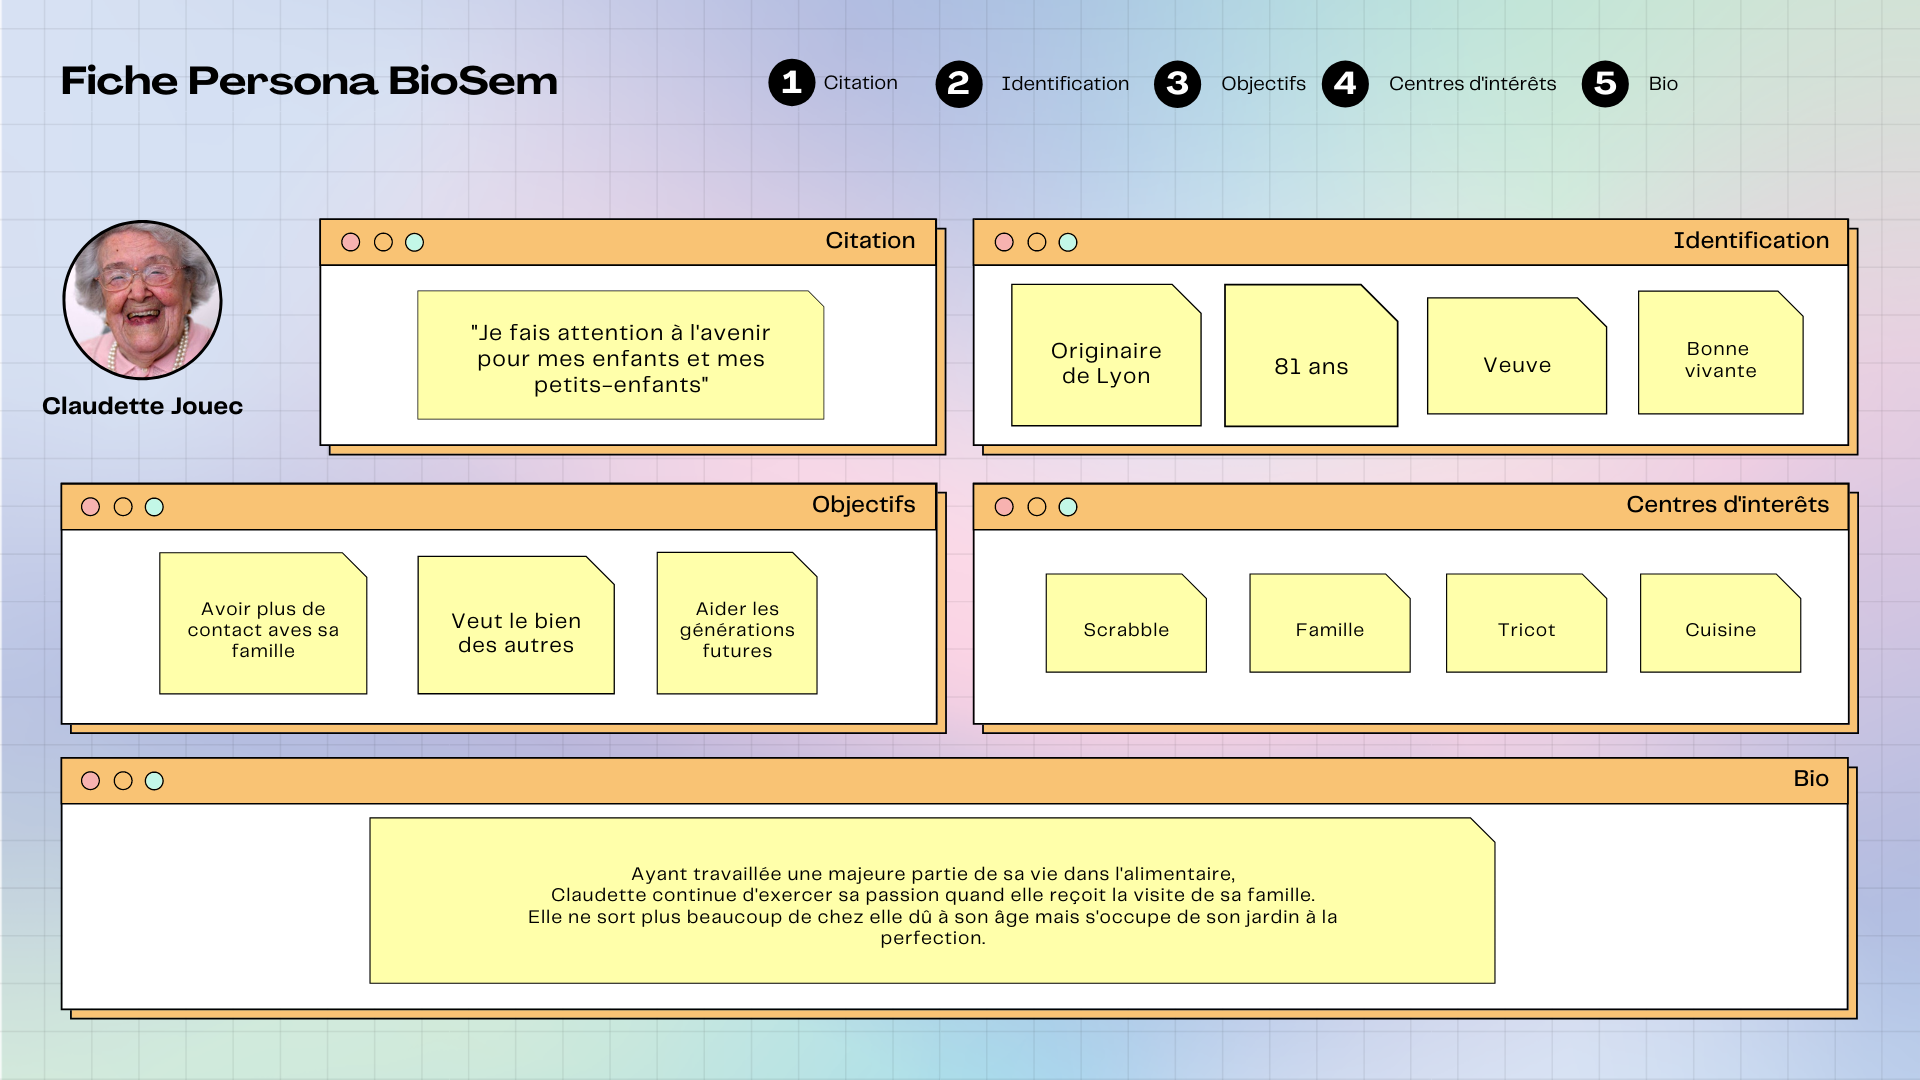 Fiche Persona BioSem
1 Citation
2 Identification
3 Objectifs
4 Centres d'intérêts
5 Bio
Claudette Jouec
Citation
"Je fais attention à l'avenir
pour mes enfants et mes
petits-enfants"
Identification
Originaire
de Lyon
81 ans
Veuve
Bonne
vivante
Objectifs
Avoir plus de
contact aves sa
famille
Veut le bien
des autres
Aider les
générations
futures
Centres d'interêts
Scrabble
Famille
Tricot
Cuisine
Bio
Ayant travaillée une majeure partie de sa vie dans l'alimentaire,
Claudette continue d'exercer sa passion quand elle reçoit la visite de sa famille.
Elle ne sort plus beaucoup de chez elle dû à son âge mais s'occupe de son jardin à la
perfection.